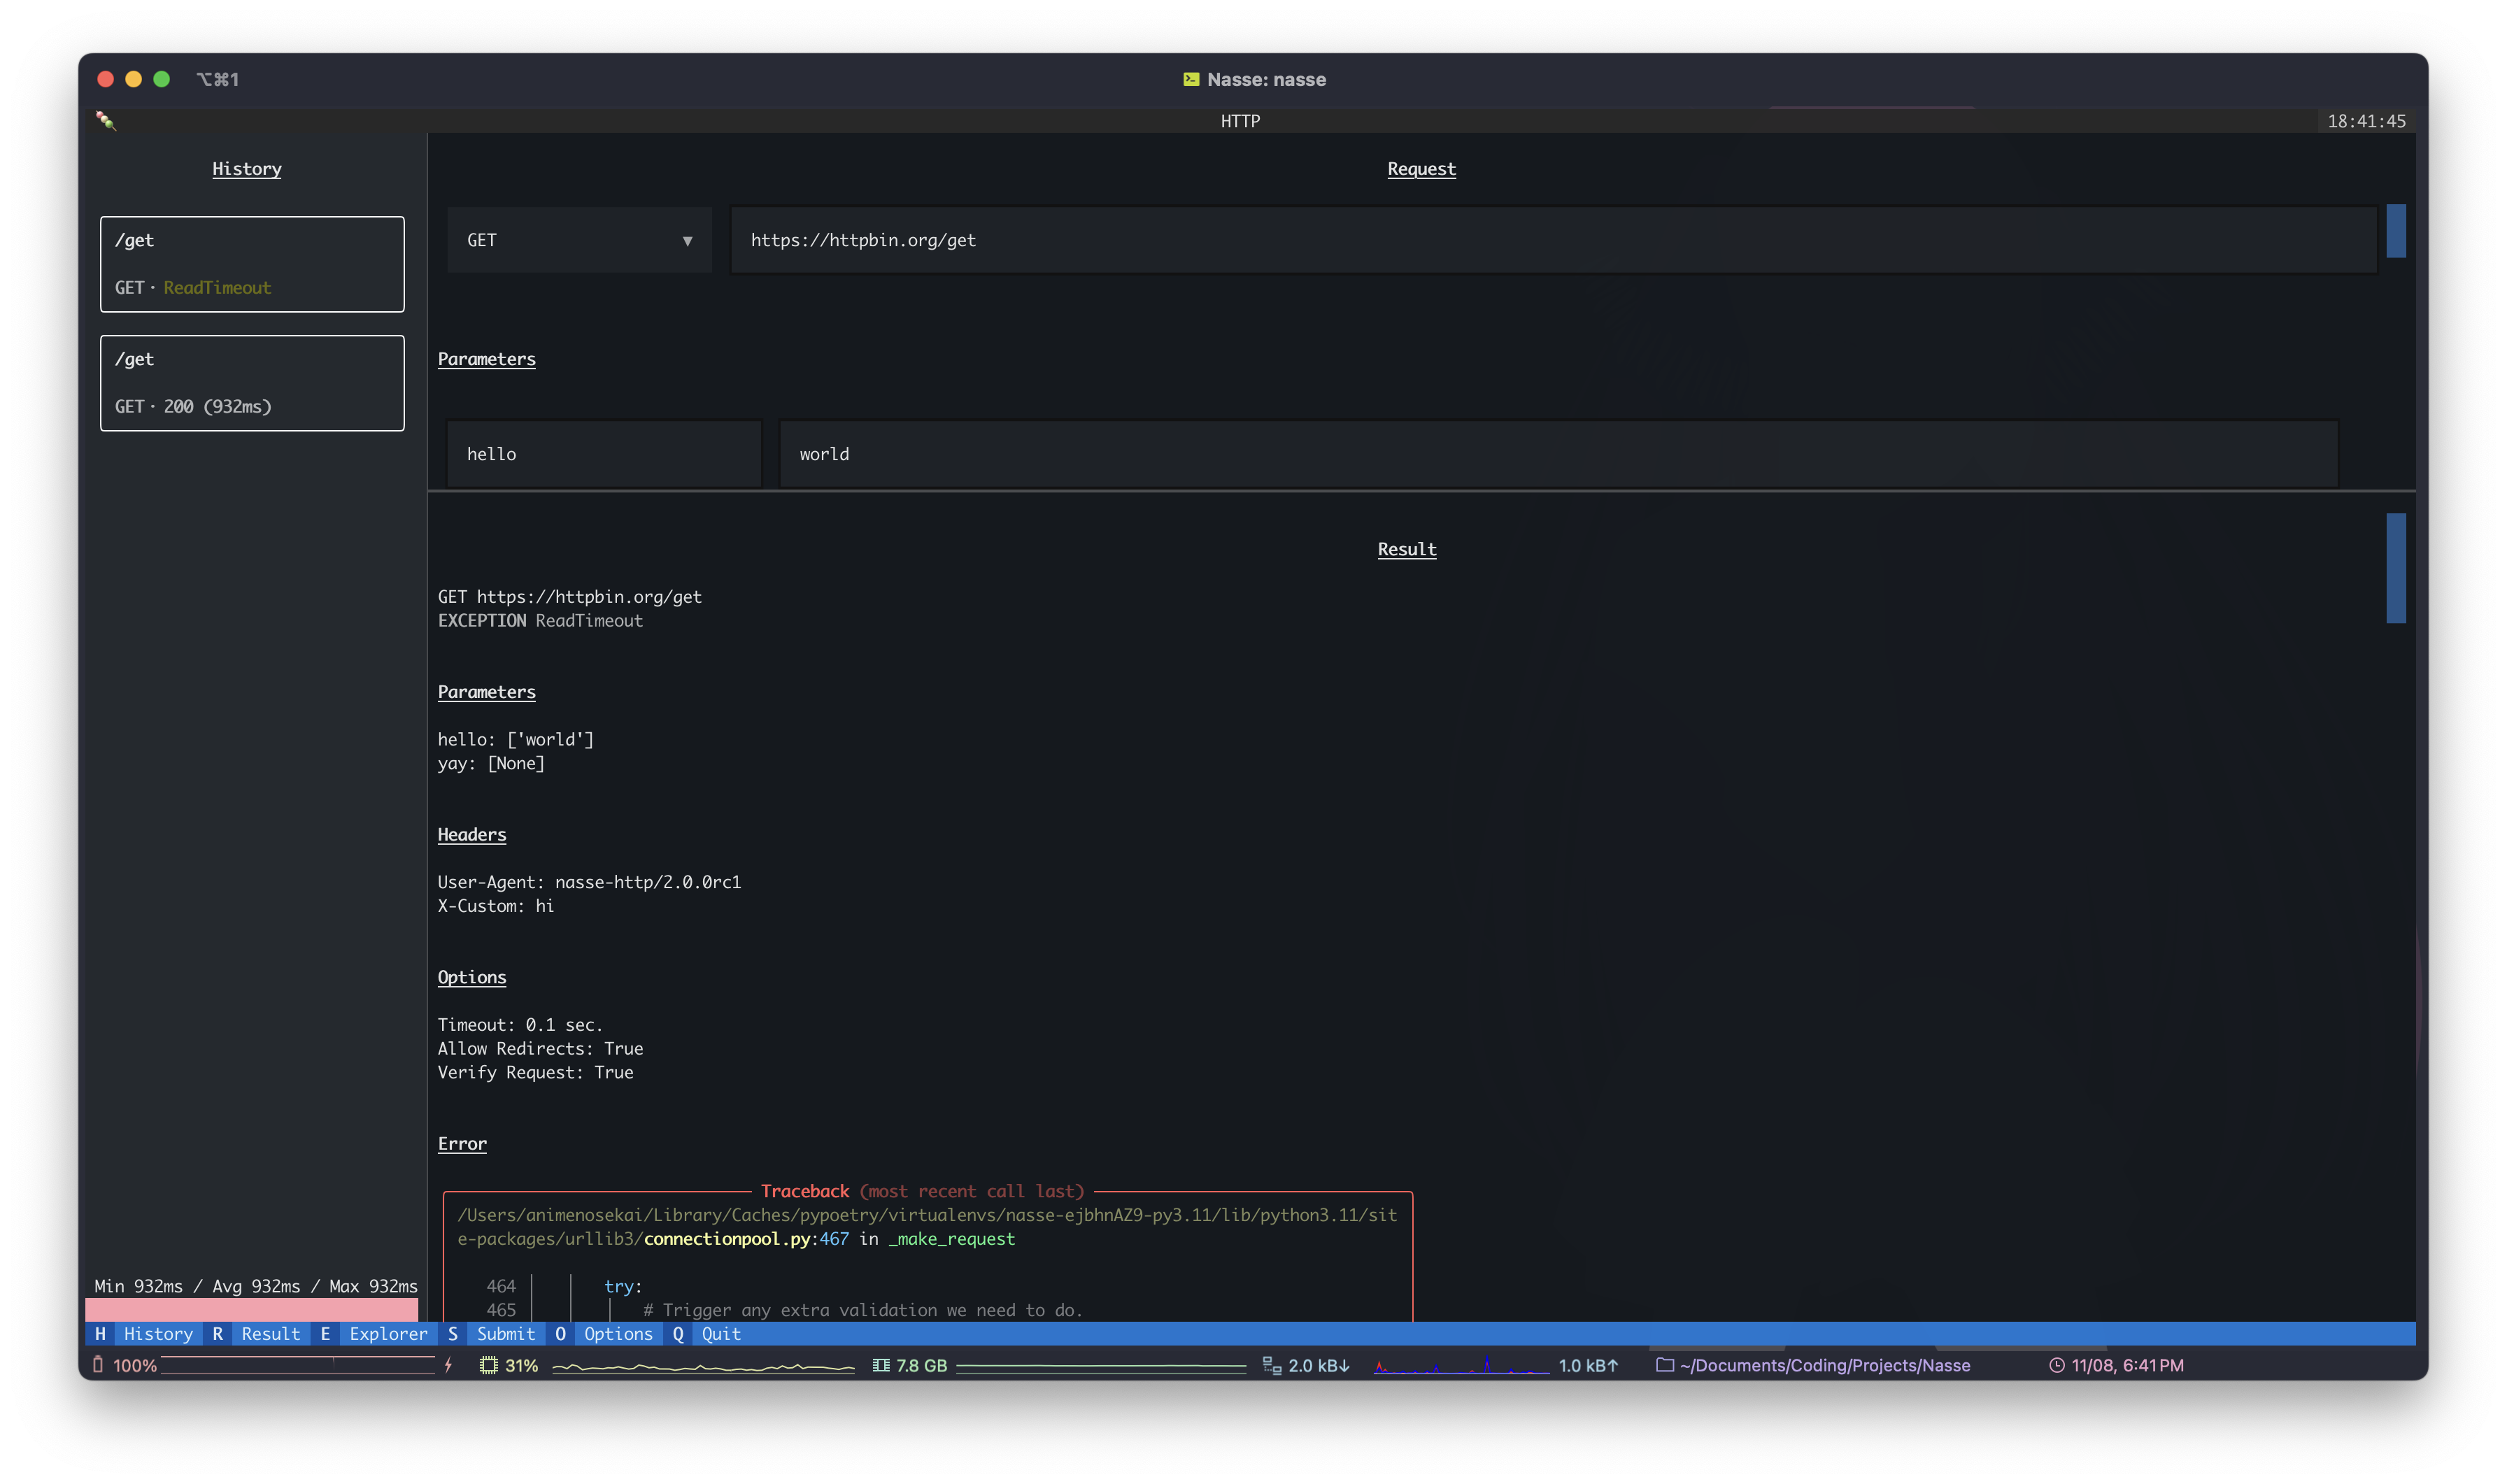 ⌥⌘1
Nasse: nasse
HTTP
18:41:45
History
/get
GET · ReadTimeout
/get
GET · 200 (932ms)
Min 932ms / Avg 932ms / Max 932ms
Request
GET ▼
https://httpbin.org/get
Parameters
hello
world
Result
GET https://httpbin.org/get
EXCEPTION ReadTimeout
Parameters
hello: ['world']
yay: [None]
Headers
User-Agent: nasse-http/2.0.0rc1
X-Custom: hi
Options
Timeout: 0.1 sec.
Allow Redirects: True
Verify Request: True
Error
Traceback (most recent call last)
/Users/animenosekai/Library/Caches/pypoetry/virtualenvs/nasse-ejbhnAZ9-py3.11/lib/python3.11/sit
e-packages/urllib3/connectionpool.py:467 in _make_request
464 try:
465 # Trigger any extra validation we need to do.
H History R Result E Explorer S Submit O Options Q Quit
100% 31% 7.8 GB 2.0 kB↓ 1.0 kB↑ ~/Documents/Coding/Projects/Nasse 11/08, 6:41 PM